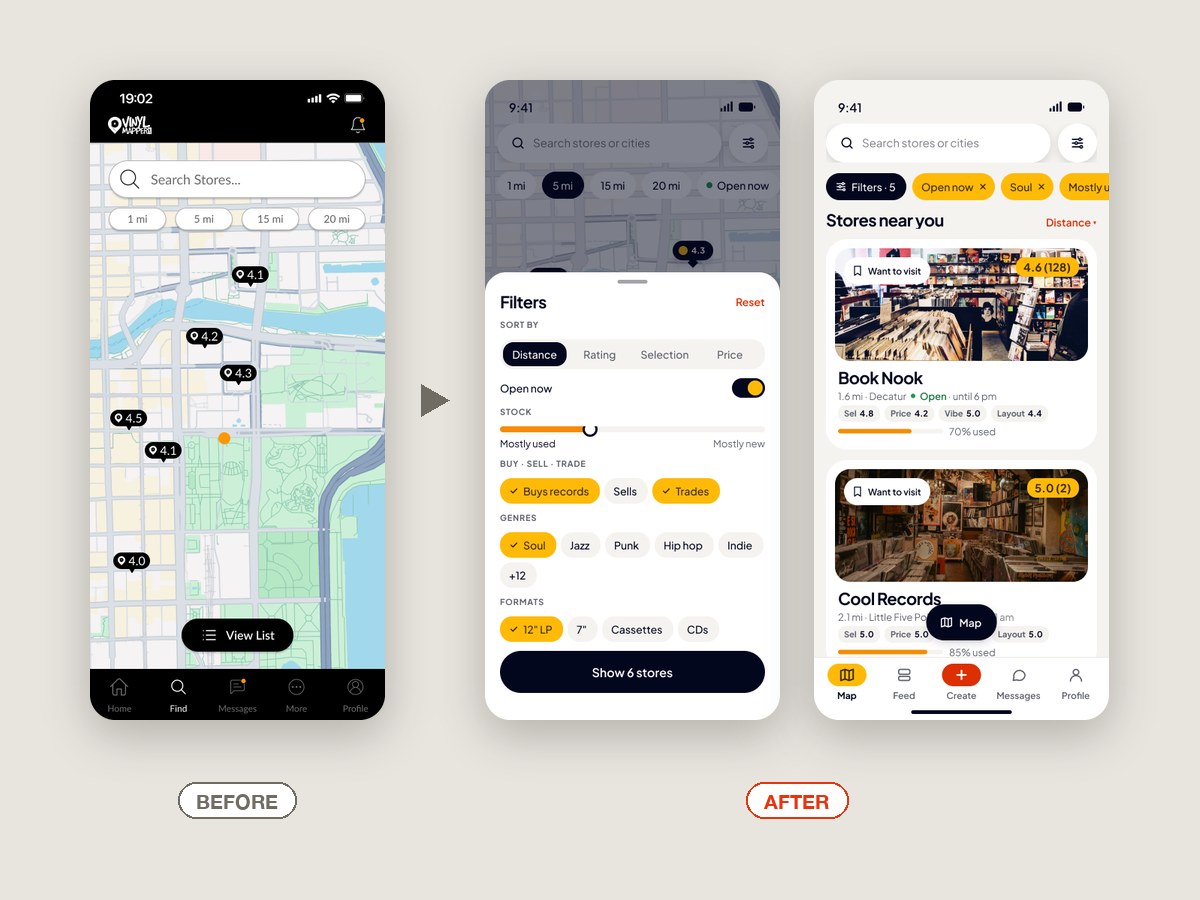 19:02
VINYL
MAPPER
Search Stores...
1 mi 5 mi 15 mi 20 mi
4.1
4.2
4.3
4.5
4.1
4.0
View List
Home Find Messages More Profile
BEFORE
9:41
Search stores or cities
1 mi 5 mi 15 mi 20 mi Open now
4.3
Filters Reset
SORT BY
Distance Rating Selection Price
Open now
STOCK
Mostly used Mostly new
BUY · SELL · TRADE
Buys records Sells Trades
GENRES
Soul Jazz Punk Hip hop Indie
+12
FORMATS
12" LP 7" Cassettes CDs
Show 6 stores
9:41
Search stores or cities
Filters · 5 Open now × Soul × Mostly u
Stores near you Distance
Want to visit 4.6 (128)
Book Nook
1.6 mi · Decatur • Open · until 6 pm
Sel 4.8 Price 4.2 Vibe 5.0 Layout 4.4
70% used
Want to visit 5.0 (2)
Cool Records
2.1 mi · Little Five Po am
Sel 5.0 Price 5.0 Layout 5.0
Map
85% used
Map Feed Create Messages Profile
AFTER